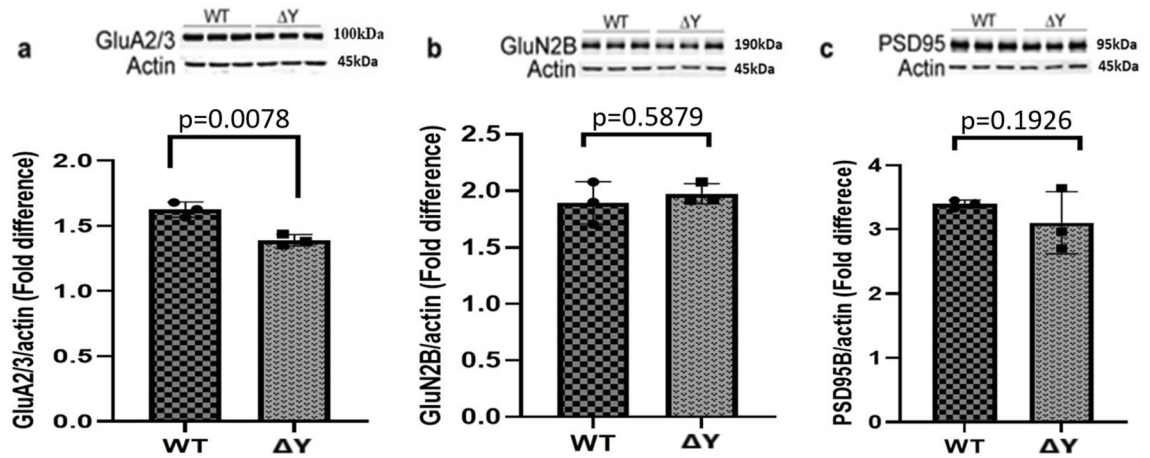 a
WT ΔY
GluA2/3 100kDa
Actin 45kDa
p=0.0078
GluA2/3/actin (Fold difference)
2.0
1.5
1.0
0.5
0.0
WT ΔY
b
WT ΔY
GluN2B 190kDa
Actin 45kDa
p=0.5879
GluN2B/actin (Fold difference)
2.5
2.0
1.5
1.0
0.5
0.0
WT ΔY
c
WT ΔY
PSD95 95kDa
Actin 45kDa
p=0.1926
PSD95B/actin (Fold differece)
4
3
2
1
0
WT ΔY